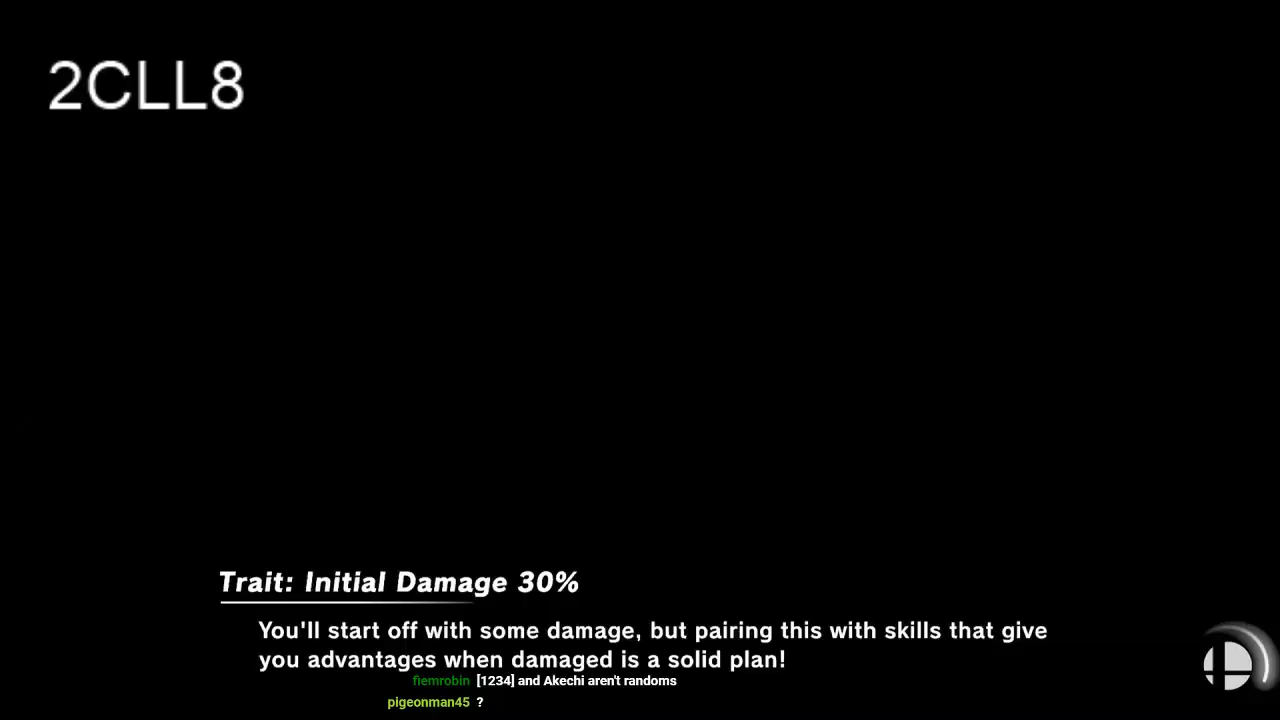 2CLL8
Trait: Initial Damage 30%
You'll start off with some damage, but pairing this with skills that give
you advantages when damaged is a solid plan!
fiemrobin [1234] and Akechi aren't randoms
pigeonman45 ?